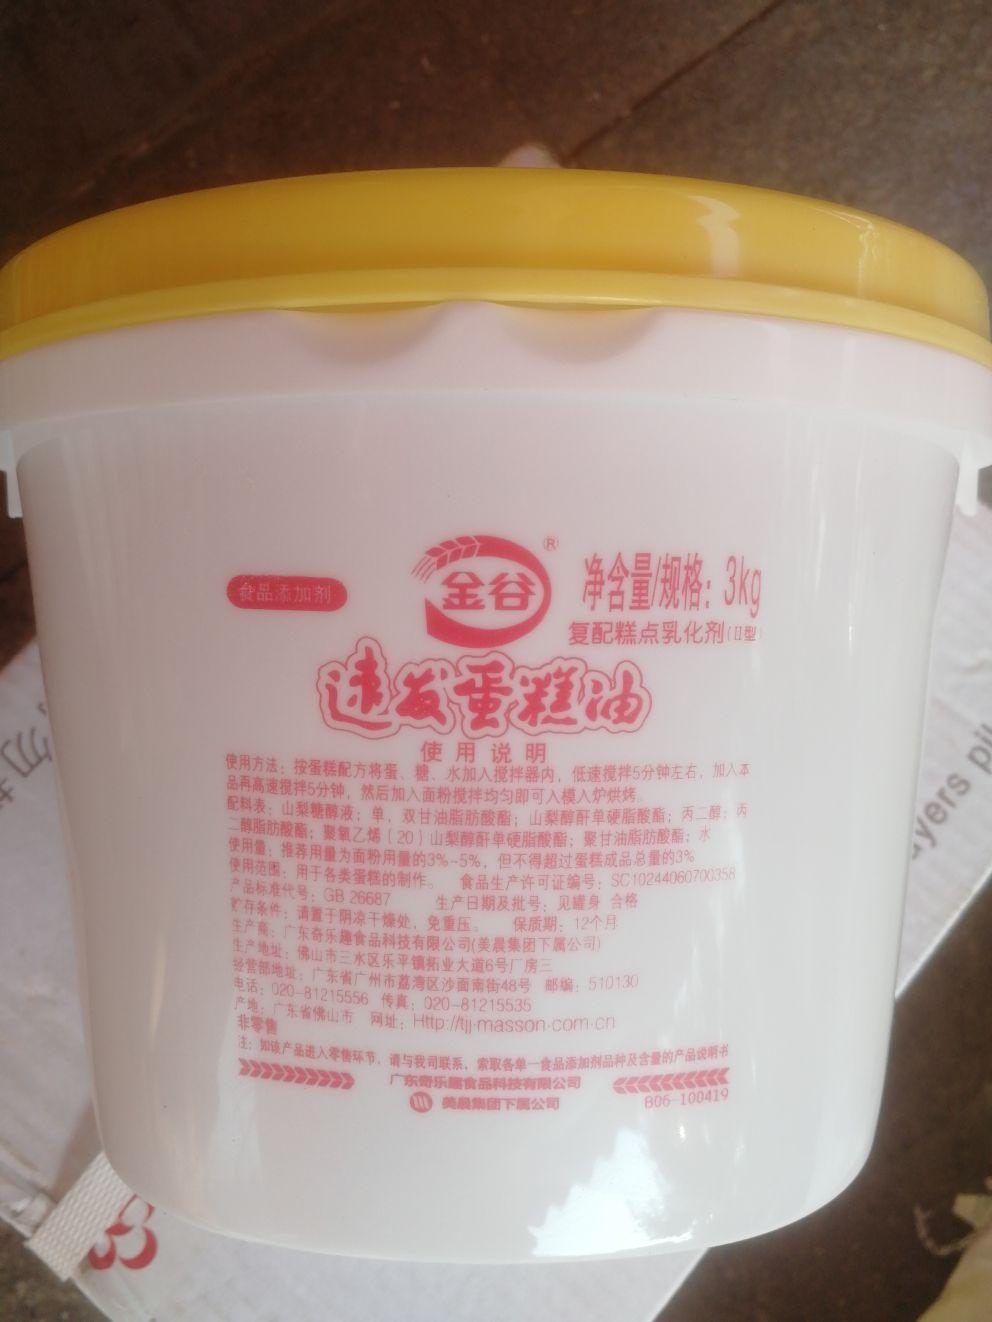 食品添加剂
金谷®
净含量/规格：3kg
复配糕点乳化剂(II型)
速发蛋糕油
使用说明
使用方法：按蛋糕配方将蛋、糖、水加入搅拌器内，低速搅拌5分钟左右，加入本
品再高速搅拌5分钟，然后加入面粉搅拌均匀即可入模入炉烘烤。
配料表：山梨糖醇液；单，双甘油脂肪酸酯；山梨醇酐单硬脂酸酯；丙二醇；丙
二醇脂肪酸酯；聚氧乙烯（20）山梨醇酐单硬脂酸酯；聚甘油脂肪酸酯；水
使用量：推荐用量为面粉用量的3%~5%，但不得超过蛋糕成品总量的3%
使用范围：用于各类蛋糕的制作。 食品生产许可证编号：SC10244060700358
产品标准代号：GB 26687 生产日期及批号：见罐身 合格
贮存条件：请置于阴凉干燥处，免重压。 保质期：12个月
生产商：广东奇乐趣食品科技有限公司(美晨集团下属公司)
生产地址：佛山市三水区乐平镇拓业大道6号厂房三
经营部地址：广东省广州市荔湾区沙面南街48号 邮编：510130
电话：020-81215556 传真：020-81215535
产地：广东省佛山市 网址：Http://tjj·masson·com·cn
非零售
注：如该产品进入零售环节，请与我司联系，索取各单一食品添加剂品种及含量的产品说明书
广东奇乐趣食品科技有限公司
美晨集团下属公司
B06-100419